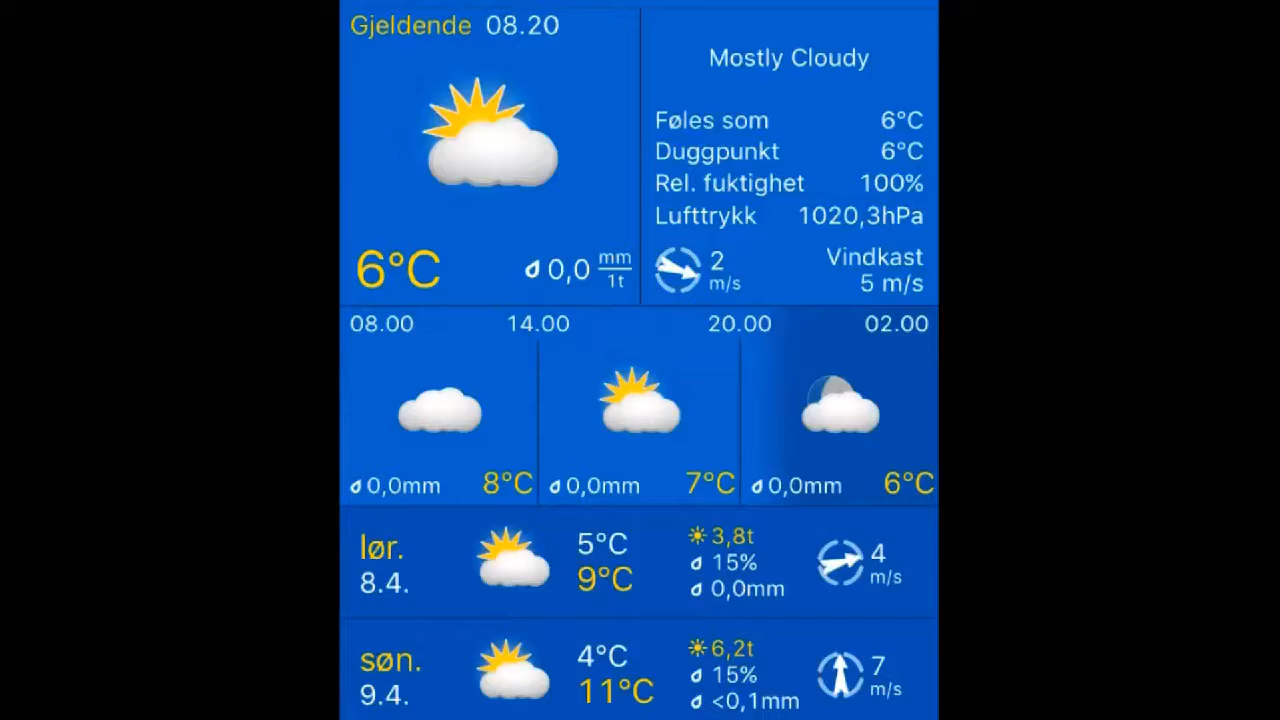 Gjeldende 08.20
6°C 0,0 mm/1t
Mostly Cloudy
Føles som 6°C
Duggpunkt 6°C
Rel. fuktighet 100%
Lufttrykk 1020,3hPa
2 m/s Vindkast 5 m/s
08.00 14.00 20.00 02.00
0,0mm 8°C 0,0mm 7°C 0,0mm 6°C
lør. 5°C 3,8t
8.4. 9°C 15% 4 m/s
0,0mm
søn. 4°C 6,2t
9.4. 11°C 15% 7 m/s
<0,1mm